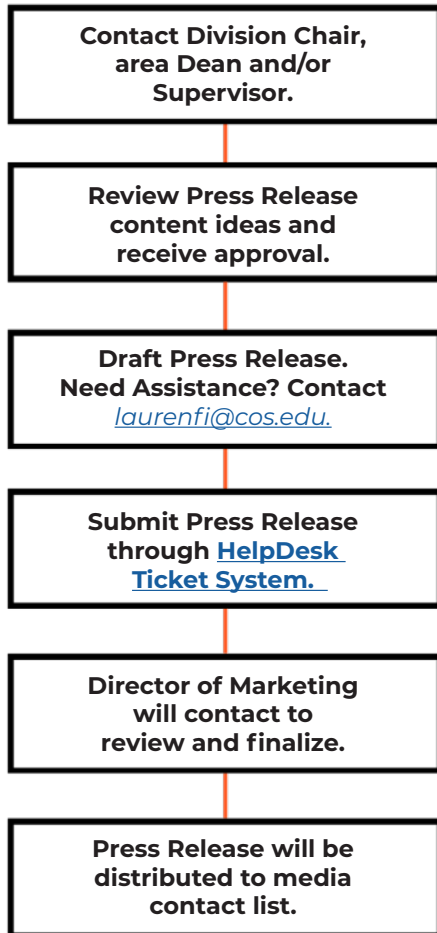 Contact Division Chair,
area Dean and/or
Supervisor.
Review Press Release
content ideas and
receive approval.
Draft Press Release.
Need Assistance? Contact
laurenfi@cos.edu.
Submit Press Release
through HelpDesk
Ticket System.
Director of Marketing
will contact to
review and finalize.
Press Release will be
distributed to media
contact list.